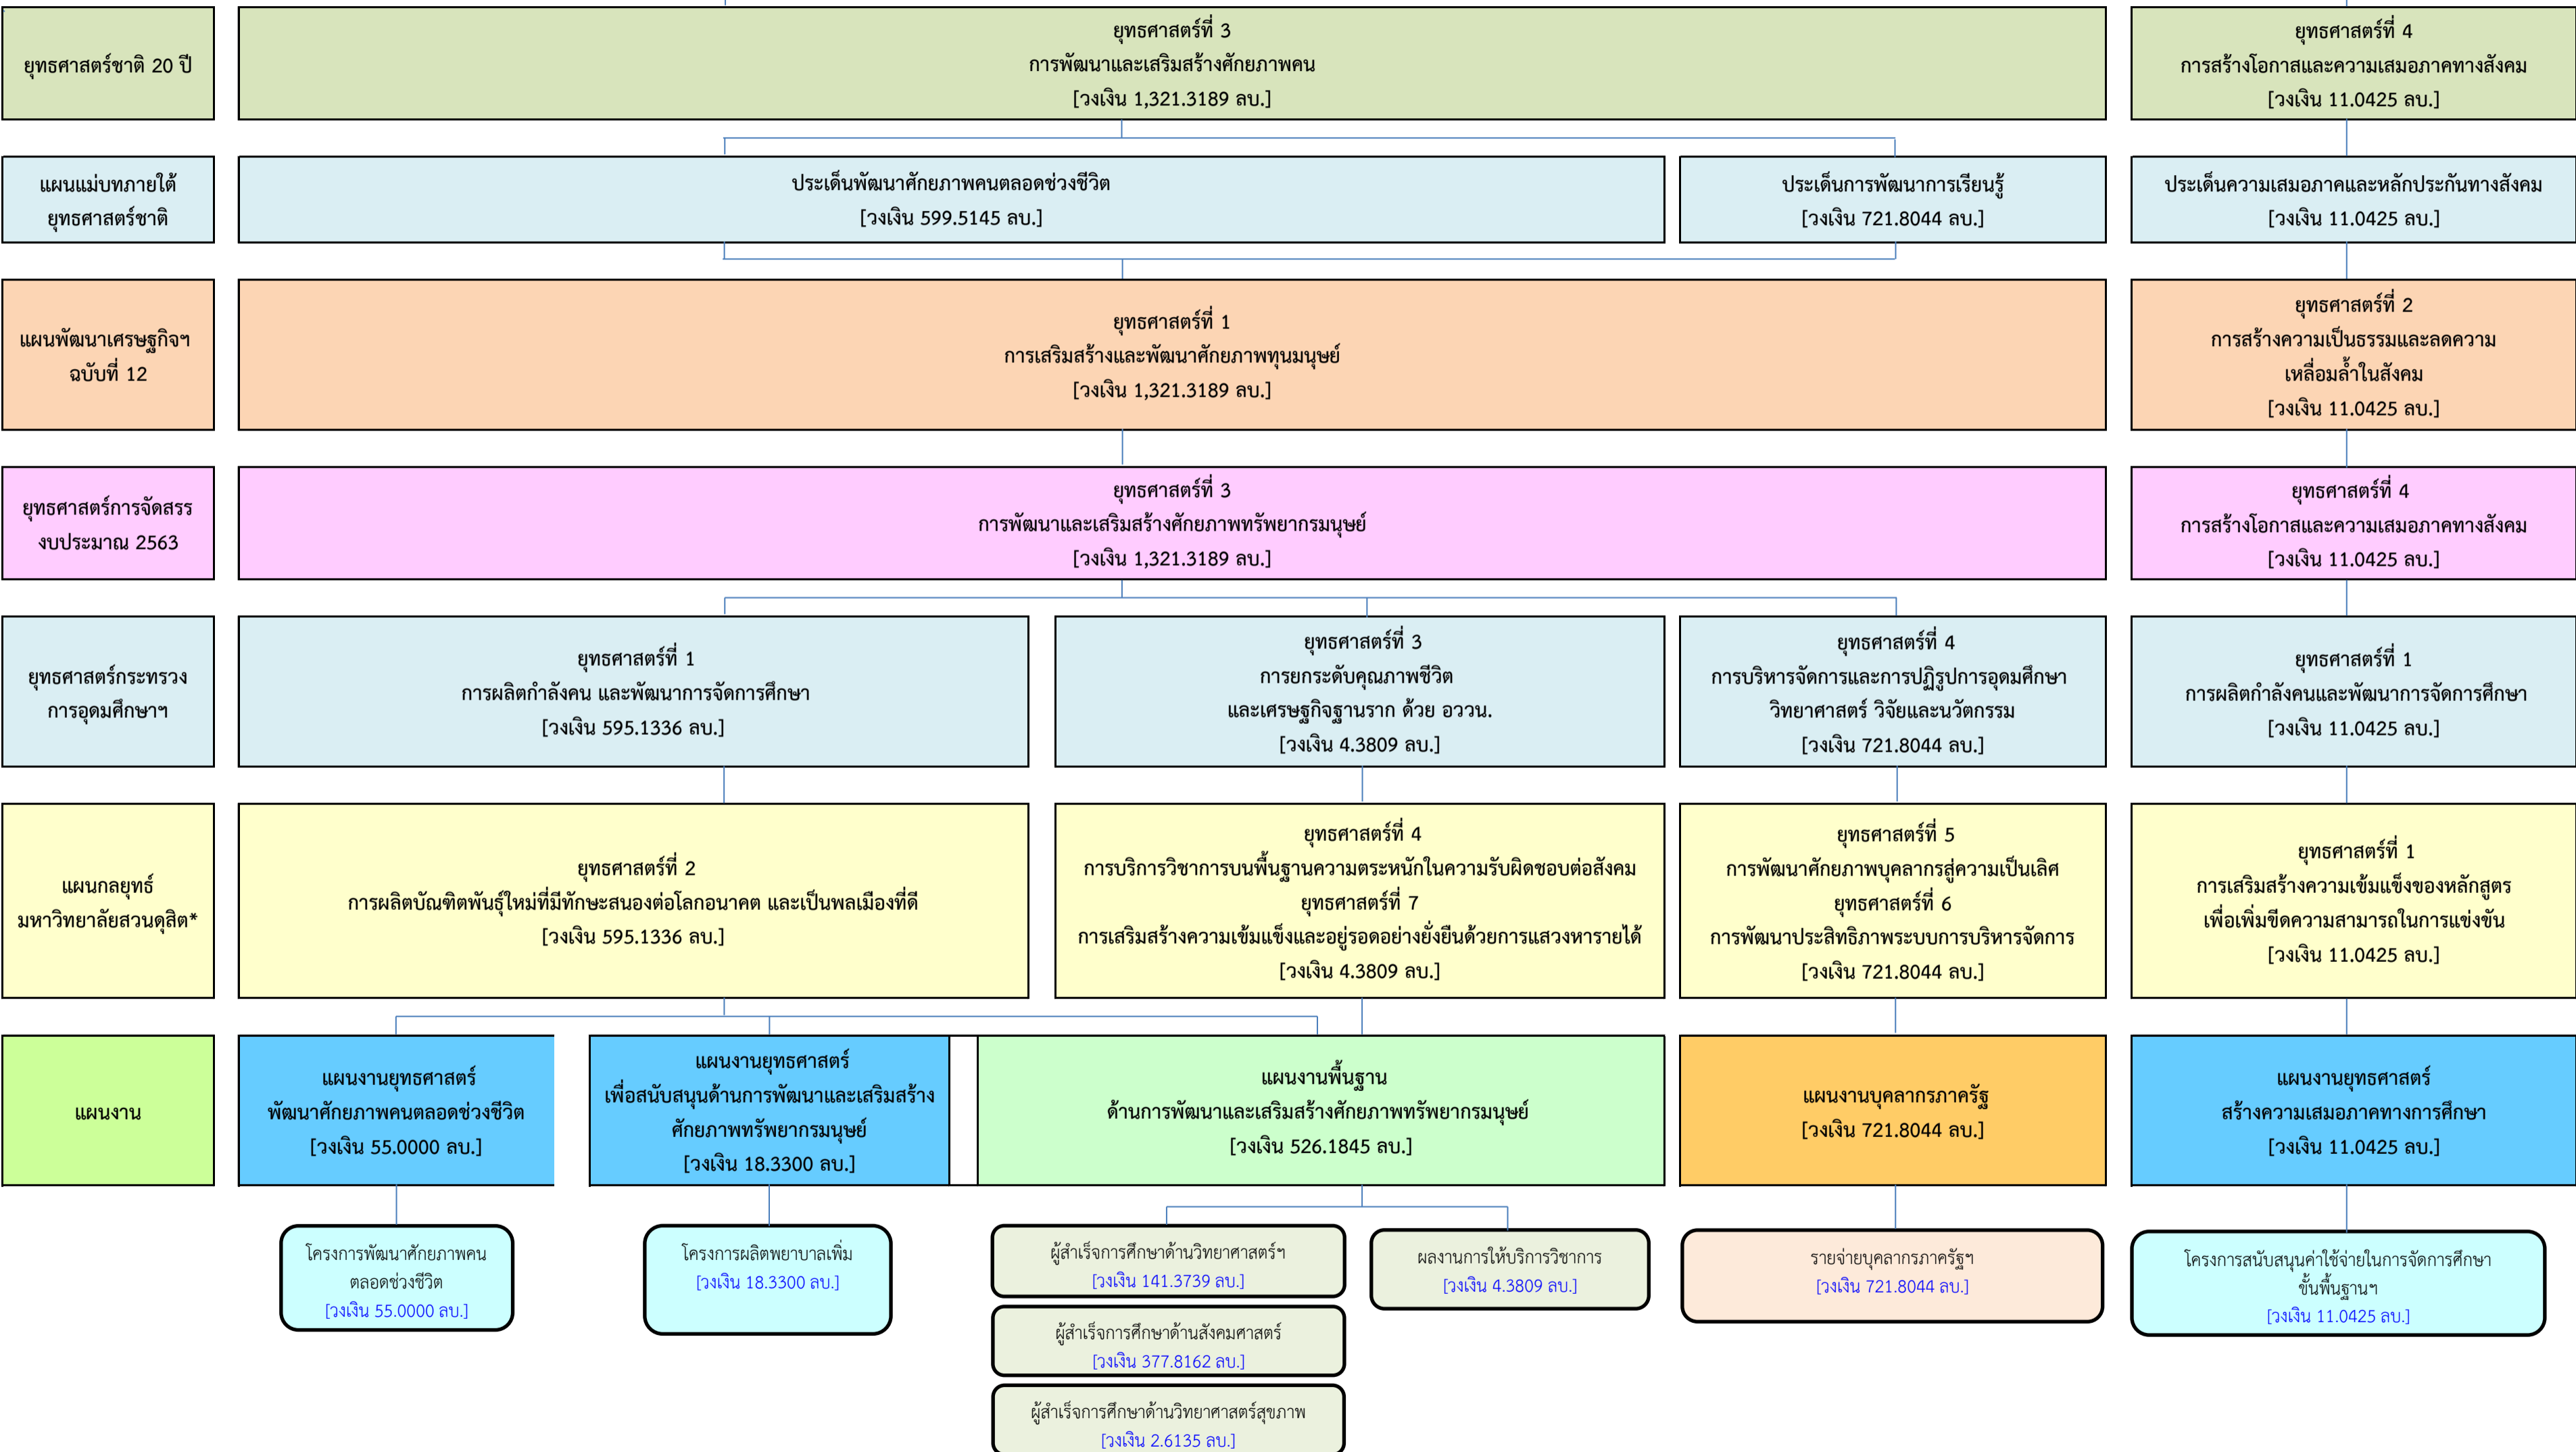 ยุทธศาสตร์ชาติ 20 ปี
ยุทธศาสตร์ที่ 3
การพัฒนาและเสริมสร้างศักยภาพคน
[วงเงิน 1,321.3189 ลบ.]
ยุทธศาสตร์ที่ 4
การสร้างโอกาสและความเสมอภาคทางสังคม
[วงเงิน 11.0425 ลบ.]
แผนแม่บทภายใต้
ยุทธศาสตร์ชาติ
ประเด็นพัฒนาศักยภาพคนตลอดช่วงชีวิต
[วงเงิน 599.5145 ลบ.]
ประเด็นการพัฒนาการเรียนรู้
[วงเงิน 721.8044 ลบ.]
ประเด็นความเสมอภาคและหลักประกันทางสังคม
[วงเงิน 11.0425 ลบ.]
แผนพัฒนาเศรษฐกิจฯ
ฉบับที่ 12
ยุทธศาสตร์ที่ 1
การเสริมสร้างและพัฒนาศักยภาพทุนมนุษย์
[วงเงิน 1,321.3189 ลบ.]
ยุทธศาสตร์ที่ 2
การสร้างความเป็นธรรมและลดความ
เหลื่อมล้ำในสังคม
[วงเงิน 11.0425 ลบ.]
ยุทธศาสตร์การจัดสรร
งบประมาณ 2563
ยุทธศาสตร์ที่ 3
การพัฒนาและเสริมสร้างศักยภาพทรัพยากรมนุษย์
[วงเงิน 1,321.3189 ลบ.]
ยุทธศาสตร์ที่ 4
การสร้างโอกาสและความเสมอภาคทางสังคม
[วงเงิน 11.0425 ลบ.]
ยุทธศาสตร์กระทรวง
การอุดมศึกษาฯ
ยุทธศาสตร์ที่ 1
การผลิตกำลังคน และพัฒนาการจัดการศึกษา
[วงเงิน 595.1336 ลบ.]
ยุทธศาสตร์ที่ 3
การยกระดับคุณภาพชีวิต
และเศรษฐกิจฐานราก ด้วย อววน.
[วงเงิน 4.3809 ลบ.]
ยุทธศาสตร์ที่ 4
การบริหารจัดการและการปฏิรูปการอุดมศึกษา
วิทยาศาสตร์ วิจัยและนวัตกรรม
[วงเงิน 721.8044 ลบ.]
ยุทธศาสตร์ที่ 1
การผลิตกำลังคนและพัฒนาการจัดการศึกษา
[วงเงิน 11.0425 ลบ.]
แผนกลยุทธ์
มหาวิทยาลัยสวนดุสิต*
ยุทธศาสตร์ที่ 2
การผลิตบัณฑิตพันธุ์ใหม่ที่มีทักษะสนองต่อโลกอนาคต และเป็นพลเมืองที่ดี
[วงเงิน 595.1336 ลบ.]
ยุทธศาสตร์ที่ 4
การบริการวิชาการบนพื้นฐานความตระหนักในความรับผิดชอบต่อสังคม
ยุทธศาสตร์ที่ 7
การเสริมสร้างความเข้มแข็งและอยู่รอดอย่างยั่งยืนด้วยการแสวงหารายได้
[วงเงิน 4.3809 ลบ.]
ยุทธศาสตร์ที่ 5
การพัฒนาศักยภาพบุคลากรสู่ความเป็นเลิศ
ยุทธศาสตร์ที่ 6
การพัฒนาประสิทธิภาพระบบการบริหารจัดการ
[วงเงิน 721.8044 ลบ.]
ยุทธศาสตร์ที่ 1
การเสริมสร้างความเข้มแข็งของหลักสูตร
เพื่อเพิ่มขีดความสามารถในการแข่งขัน
[วงเงิน 11.0425 ลบ.]
แผนงาน
แผนงานยุทธศาสตร์
พัฒนาศักยภาพคนตลอดช่วงชีวิต
[วงเงิน 55.0000 ลบ.]
แผนงานยุทธศาสตร์
เพื่อสนับสนุนด้านการพัฒนาและเสริมสร้าง
ศักยภาพทรัพยากรมนุษย์
[วงเงิน 18.3300 ลบ.]
แผนงานพื้นฐาน
ด้านการพัฒนาและเสริมสร้างศักยภาพทรัพยากรมนุษย์
[วงเงิน 526.1845 ลบ.]
แผนงานบุคลากรภาครัฐ
[วงเงิน 721.8044 ลบ.]
แผนงานยุทธศาสตร์
สร้างความเสมอภาคทางการศึกษา
[วงเงิน 11.0425 ลบ.]
โครงการพัฒนาศักยภาพคน
ตลอดช่วงชีวิต
[วงเงิน 55.0000 ลบ.]
โครงการผลิตพยาบาลเพิ่ม
[วงเงิน 18.3300 ลบ.]
ผู้สำเร็จการศึกษาด้านวิทยาศาสตร์ฯ
[วงเงิน 141.3739 ลบ.]
ผลงานการให้บริการวิชาการ
[วงเงิน 4.3809 ลบ.]
รายจ่ายบุคลากรภาครัฐฯ
[วงเงิน 721.8044 ลบ.]
โครงการสนับสนุนค่าใช้จ่ายในการจัดการศึกษา
ขั้นพื้นฐานฯ
[วงเงิน 11.0425 ลบ.]
ผู้สำเร็จการศึกษาด้านสังคมศาสตร์
[วงเงิน 377.8162 ลบ.]
ผู้สำเร็จการศึกษาด้านวิทยาศาสตร์สุขภาพ
[วงเงิน 2.6135 ลบ.]